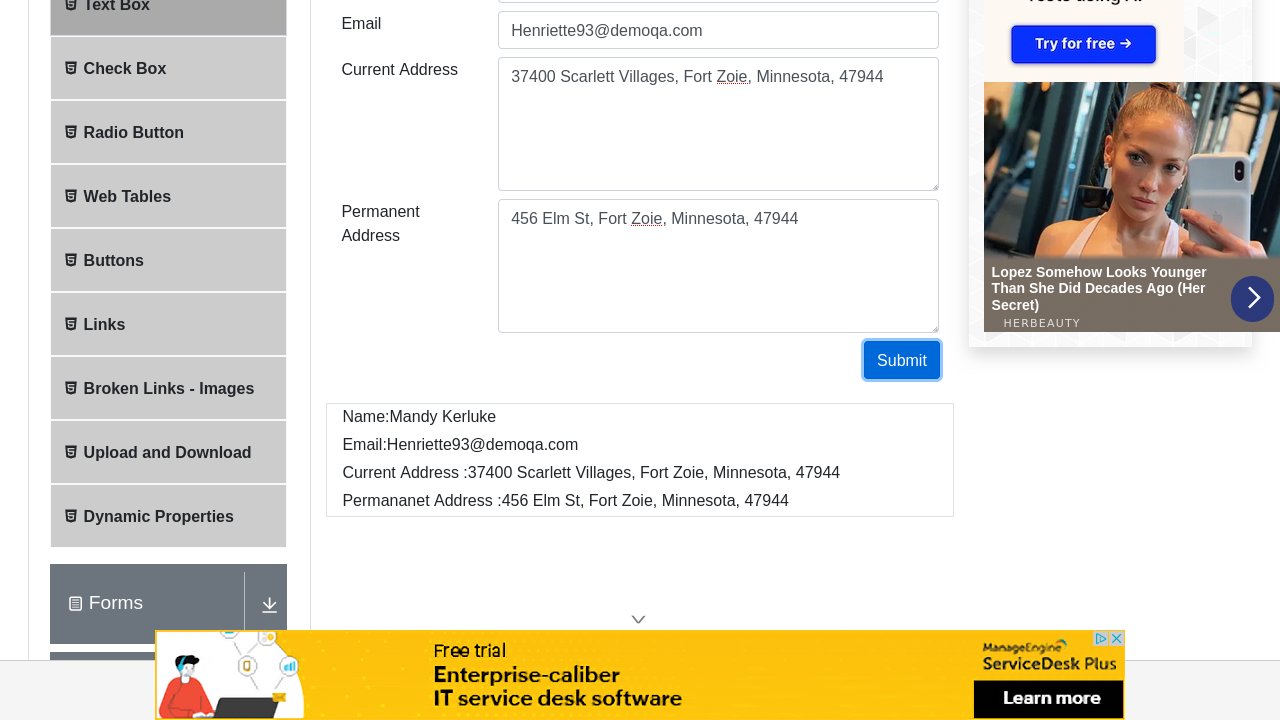 Text Box
Email
Henriette93@demoqa.com
Try for free →
Check Box
Current Address
37400 Scarlett Villages, Fort Zoie, Minnesota, 47944
Radio Button
Web Tables
Permanent
Address
456 Elm St, Fort Zoie, Minnesota, 47944
Buttons
Lopez Somehow Looks Younger
Than She Did Decades Ago (Her
Secret)
HERBEAUTY
Links
Submit
Broken Links - Images
Name:Mandy Kerluke
Email:Henriette93@demoqa.com
Upload and Download
Current Address :37400 Scarlett Villages, Fort Zoie, Minnesota, 47944
Permananet Address :456 Elm St, Fort Zoie, Minnesota, 47944
Dynamic Properties
Forms
Free trial
Enterprise-caliber
IT service desk software
ManageEngine
ServiceDesk Plus
Learn more